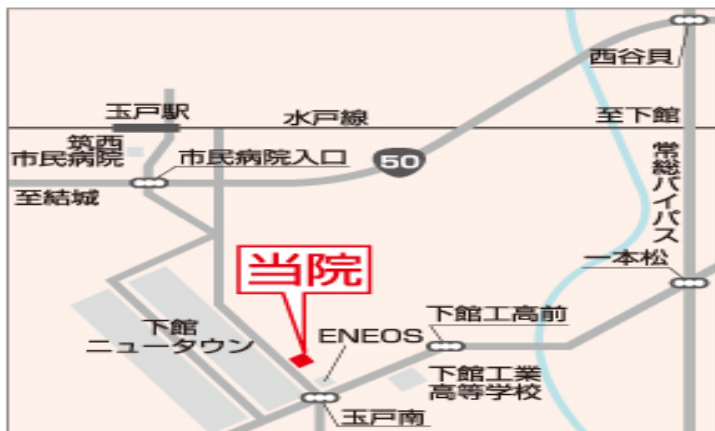 西谷貝
玉戸駅
水戸線
至下館
筑西
市民病院
市民病院入口
50
至結城
常総バイパス
一本松
当院
下館工高前
下館
ニュータウン
ENEOS
下館工業
高等学校
玉戸南